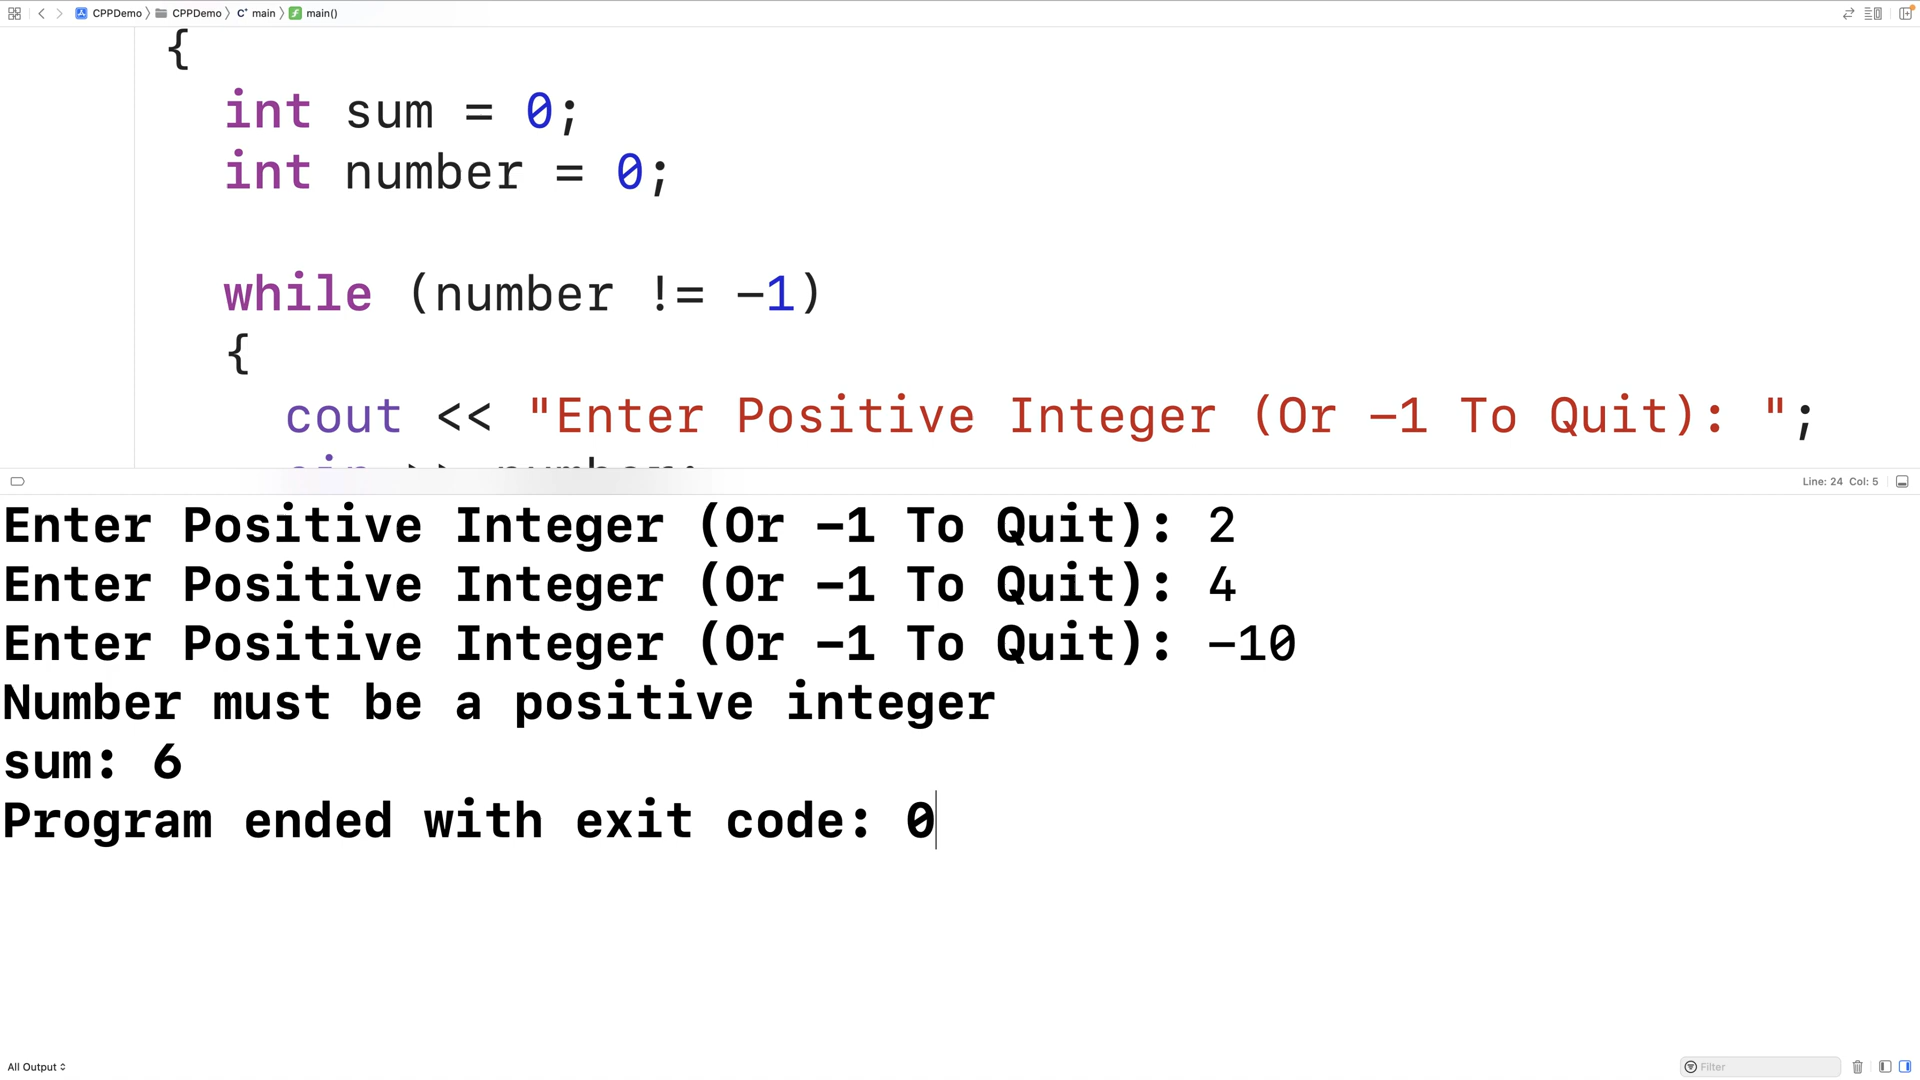 CPPDemo CPPDemo C+ main f main()
{
int sum = 0;
int number = 0;
while (number != -1)
{
cout << "Enter Positive Integer (Or -1 To Quit): ";
cin >> number;
Line: 24 Col: 5
Enter Positive Integer (Or -1 To Quit): 2
Enter Positive Integer (Or -1 To Quit): 4
Enter Positive Integer (Or -1 To Quit): -10
Number must be a positive integer
sum: 6
Program ended with exit code: 0
All Output
Filter